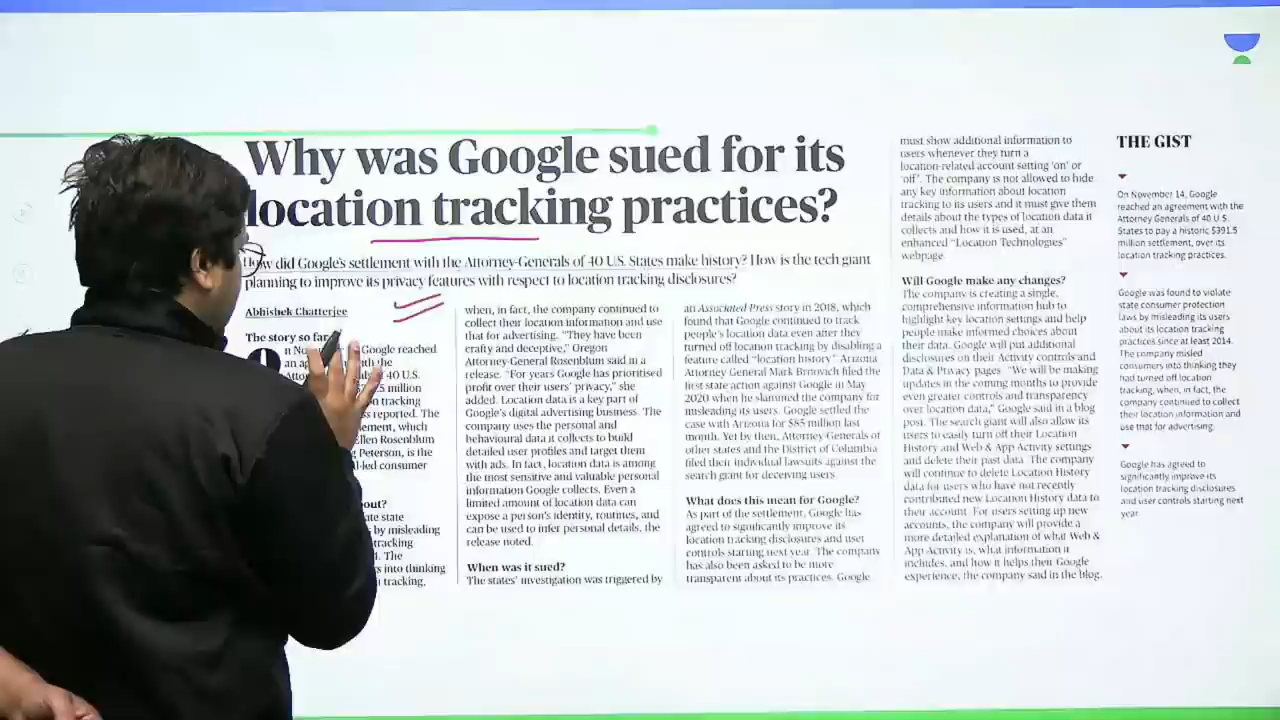 Why was Google sued for its
location tracking practices?
How did Google's settlement with the Attorney-Generals of 40 U.S. States make history? How is the tech giant
planning to improve its privacy features with respect to location tracking disclosures?
Abhishek Chatterjee
The story so far:
Google reached
40 U.S.
million
tracking
reported. The
which
Ellen Rosenblum
Peterson, is the
consumer
out?
state
by misleading
tracking
The
into thinking
tracking,
when, in fact, the company continued to
collect their location information and use
that for advertising. "They have been
crafty and deceptive," Oregon
Attorney-General Rosenblum said in a
release. "For years Google has prioritised
profit over their users' privacy," she
added. Location data is a key part of
Google's digital advertising business. The
company uses the personal and
behavioural data it collects to build
detailed user profiles and target them
with ads. In fact, location data is among
the most sensitive and valuable personal
information Google collects. Even a
limited amount of location data can
expose a person's identity, routines, and
can be used to infer personal details, the
release noted.
When was it sued?
The states' investigation was triggered by
an Associated Press story in 2018, which
found that Google continued to track
people's location data even after they
turned off location tracking by disabling a
feature called "location history". Arizona
Attorney General Mark Brnovich filed the
first state action against Google in May
2020 when he slammed the company for
misleading its users. Google settled the
case with Arizona for $85 million last
month. Yet by then, Attorney-Generals of
other states and the District of Columbia
filed their individual lawsuits against the
search grant for deceiving users.
What does this mean for Google?
As part of the settlement, Google has
agreed to significantly improve its
location tracking disclosures and user
controls starting next year. The company
has also been asked to be more
transparent about its practices. Google
must show additional information to
users whenever they turn a
location-related account setting 'on' or
'off'. The company is not allowed to hide
any key information about location
tracking to its users and it must give them
details about the types of location data it
collects and how it is used, at an
enhanced "Location Technologies"
webpage.
Will Google make any changes?
The company is creating a single,
comprehensive information hub to
highlight key location settings and help
people make informed choices about
their data. Google will put additional
disclosures on their Activity controls and
Data & Privacy pages. "We will be making
updates in the coming months to provide
even greater controls and transparency
over location data," Google said in a blog
post. The search giant will also allow its
users to easily turn off their Location
History and Web & App Activity settings
and delete their past data. The company
will continue to delete Location History
data for users who have not recently
contributed new Location History data to
their account. For users setting up new
accounts, the company will provide a
more detailed explanation of what Web &
App Activity is, what information it
includes, and how it helps their Google
experience, the company said in the blog.
THE GIST
On November 14, Google
reached an agreement with the
Attorney Generals of 40 U.S.
States to pay a historic $391.5
million settlement, over its
location tracking practices.
Google was found to violate
state consumer protection
laws by misleading its users
about its location tracking
practices since at least 2014.
The company misled
consumers into thinking they
had turned off location
tracking, when, in fact, the
company continued to collect
their location information and
use that for advertising.
Google has agreed to
significantly improve its
location tracking disclosures
and user controls starting next
year.